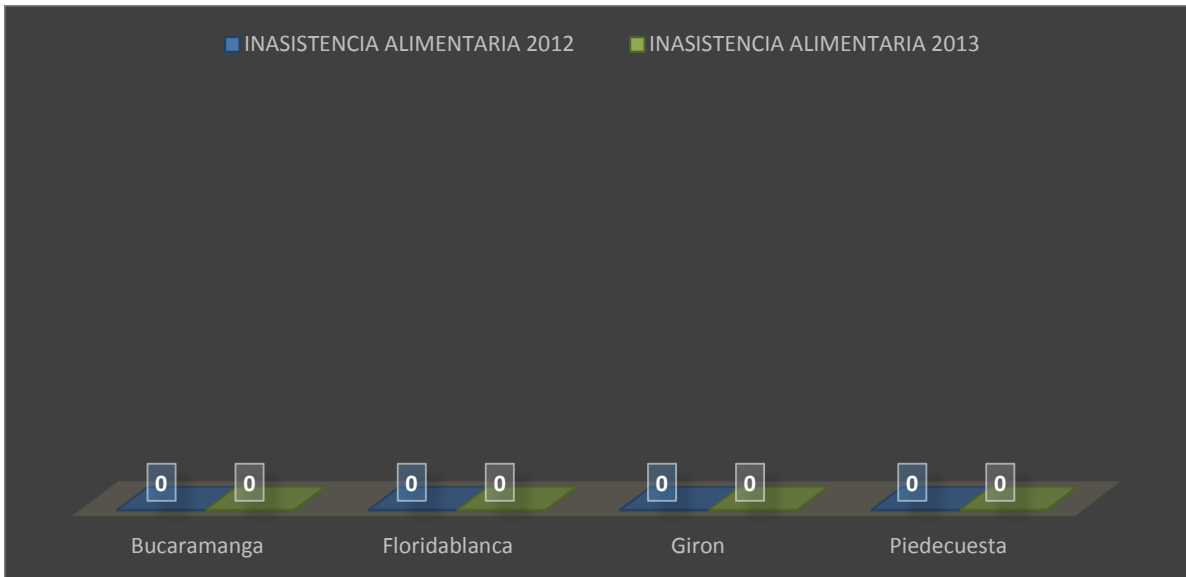 INASISTENCIA ALIMENTARIA 2012 INASISTENCIA ALIMENTARIA 2013
0 0 0 0 0 0 0 0
Bucaramanga Floridablanca Giron Piedecuesta